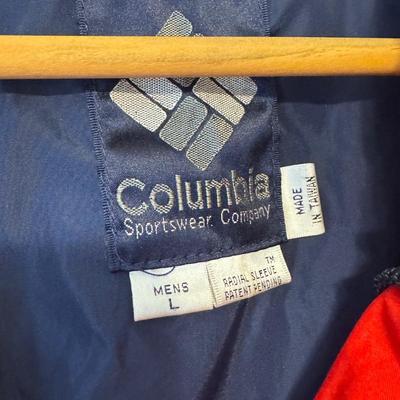 Columbia
Sportswear Company
MADE
IN TAIWAN
MENS
L
TM
RADIAL SLEEVE
PATENT PENDING